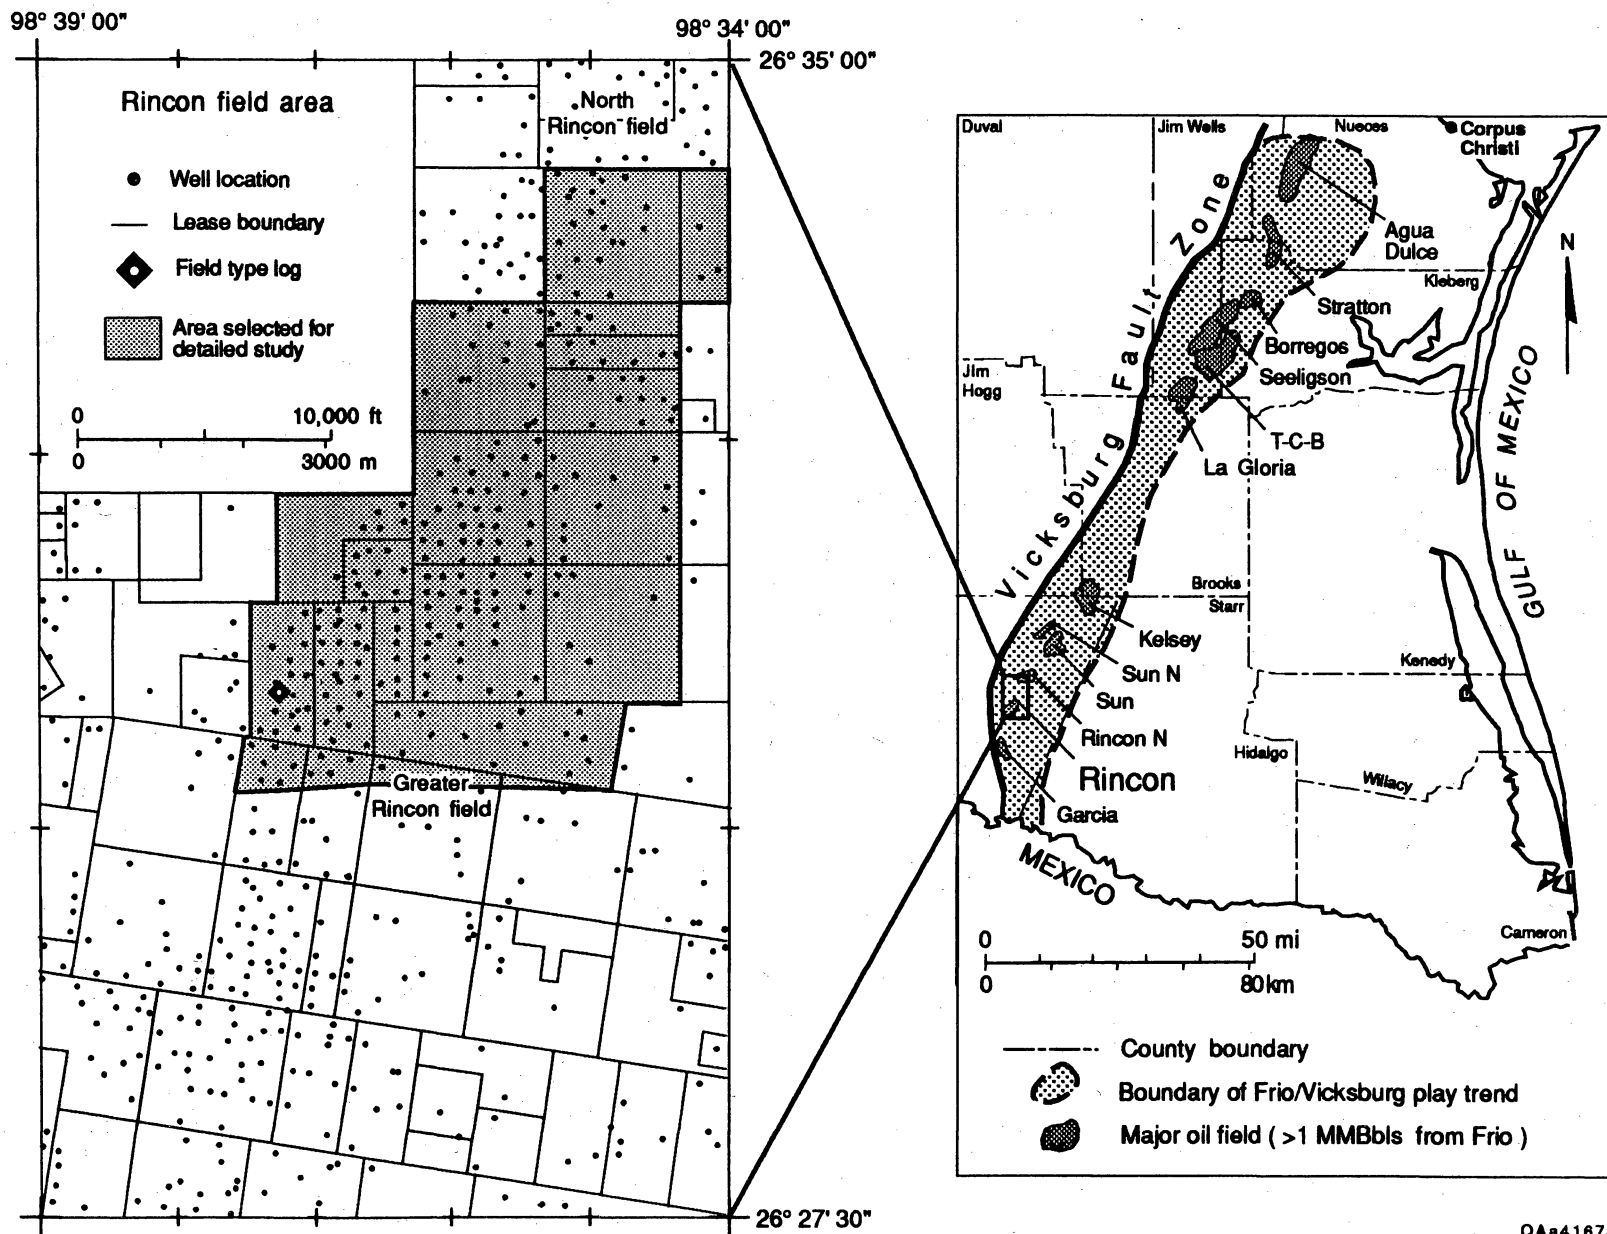 98° 39' 00"
98° 34' 00"
26° 35' 00"
Rincon field area
Well location
Lease boundary
Field type log
Area selected for
detailed study
0 10,000 ft
0 3000 m
North
Rincon field
Greater
Rincon field
26° 27' 30"
Duval
Jim Wells
Nueces
Corpus
Christi
Vicksburg Fault Zone
Agua
Dulce
N
Kleberg
Stratton
Borregos
Seeligson
Jim
Hogg
T-C-B
La Gloria
GULF OF MEXICO
Brooks
Starr
Kelsey
Sun N
Kenedy
Sun
Rincon N
Hidalgo
Rincon
Willacy
Garcia
MEXICO
Cameron
0 50 mi
0 80km
County boundary
Boundary of Frio/Vicksburg play trend
Major oil field ( >1 MMBbls from Frio )